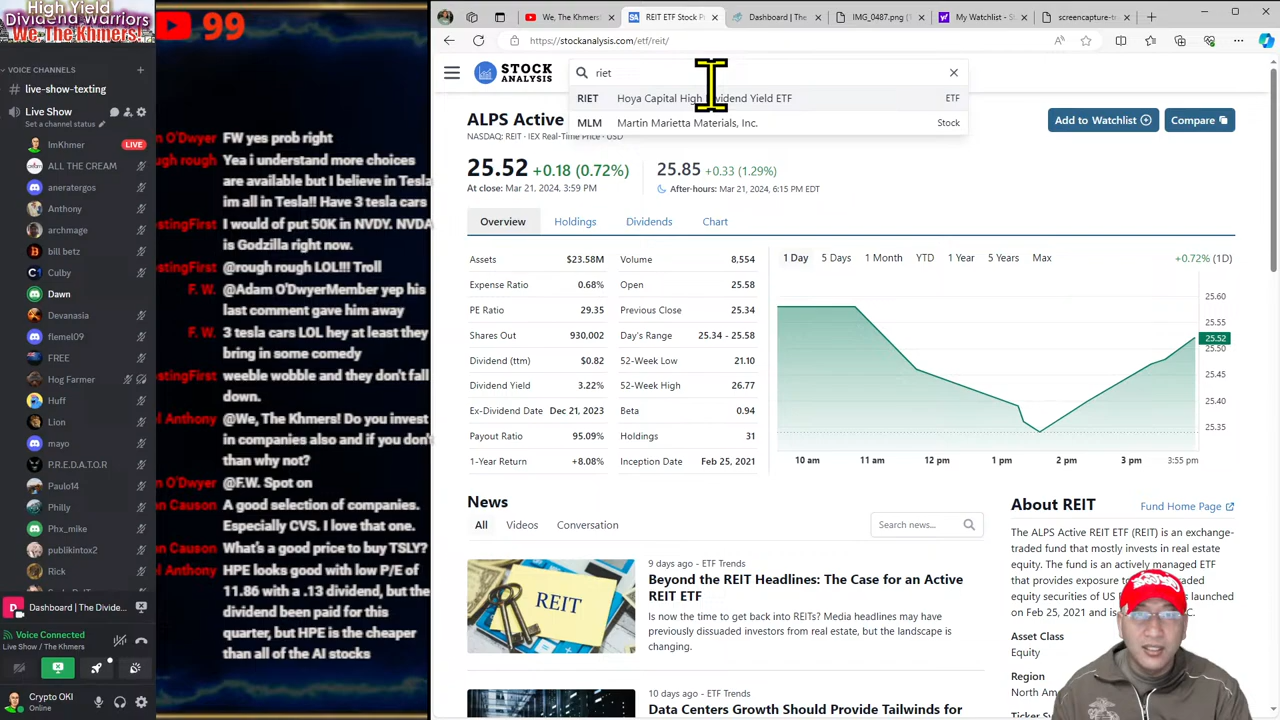 High Yield
Dividend Warriors
We, The Khmers!
VOICE CHANNELS
live-show-texting
Live Show
Set a channel status
ImKhmer
LIVE
ALL THE CREAM
aneratergos
Anthony
archmage
bill betz
Culby
Dawn
Devanasia
flemel09
FREE
Hog Farmer
Huff
Lion
mayo
P.R.E.D.A.T.O.R
Paulo14
Philly
Phx_mike
publikintox2
Rick
Dashboard | The Divide...
Voice Connected
Live Show / We, The Khmers
Crypto OKI
Online
99
O'Dwyer FW yes prob right
gh rough Yea i understand more choices
are available but I believe in Tesla
im all in Tesla!! Have 3 tesla cars
stingFirst I would of put 50K in NVDY. NVDA
is Godzilla right now.
stingFirst @rough rough LOL!!! Troll
F. W. @Adam O'DwyerMember yep his
last comment gave him away
F. W. 3 tesla cars LOL hey at least they
bring in some comedy
stingFirst weeble wobble and they don't fall
down.
Anthony @We, The Khmers! Do you invest
in companies also and if you don't
than why not?
O'Dwyer @F.W. Spot on
n Causon A good selection of companies.
Especially CVS. I love that one.
n Causon What's a good price to buy TSLY?
Anthony HPE looks good with low P/E of
11.86 with a .13 dividend, but the
dividend been paid for this
quarter, but HPE is the cheaper
than all of the AI stocks
We, The Khmers!
REIT ETF Stock P
Dashboard | The
IMG_0487.png (
My Watchlist - St
screencapture-tr
https://stockanalysis.com/etf/reit/
STOCK
ANALYSIS
riet
RIET Hoya Capital High Dividend Yield ETF ETF
MLM Martin Marietta Materials, Inc. Stock
ALPS Active
NASDAQ: REIT · IEX Real-Time Price · USD
Add to Watchlist
Compare
25.52 +0.18 (0.72%)
At close: Mar 21, 2024, 3:59 PM
25.85 +0.33 (1.29%)
After-hours: Mar 21, 2024, 6:15 PM EDT
Overview Holdings Dividends Chart
Assets $23.58M Volume 8,554
Expense Ratio 0.68% Open 25.58
PE Ratio 29.35 Previous Close 25.34
Shares Out 930,002 Day's Range 25.34 - 25.58
Dividend (ttm) $0.82 52-Week Low 21.10
Dividend Yield 3.22% 52-Week High 26.77
Ex-Dividend Date Dec 21, 2023 Beta 0.94
Payout Ratio 95.09% Holdings 31
1-Year Return +8.08% Inception Date Feb 25, 2021
1 Day 5 Days 1 Month YTD 1 Year 5 Years Max +0.72% (1D)
25.60
25.55
25.52
25.50
25.45
25.40
25.35
10 am 11 am 12 pm 1 pm 2 pm 3 pm 3:55 pm
News
All Videos Conversation
Search news...
REIT
9 days ago - ETF Trends
Beyond the REIT Headlines: The Case for an Active
REIT ETF
Is now the time to get back into REITs? Media headlines may have
previously dissuaded investors from real estate, but the landscape is
changing.
10 days ago - ETF Trends
Data Centers Growth Should Provide Tailwinds for
About REIT
Fund Home Page
The ALPS Active REIT ETF (REIT) is an exchange-
traded fund that mostly invests in real estate
equity. The fund is an actively managed ETF
that provides exposure to
equity securities of US
on Feb 25, 2021 and is
Asset Class
Equity
Region
North Am
Ticker Sy